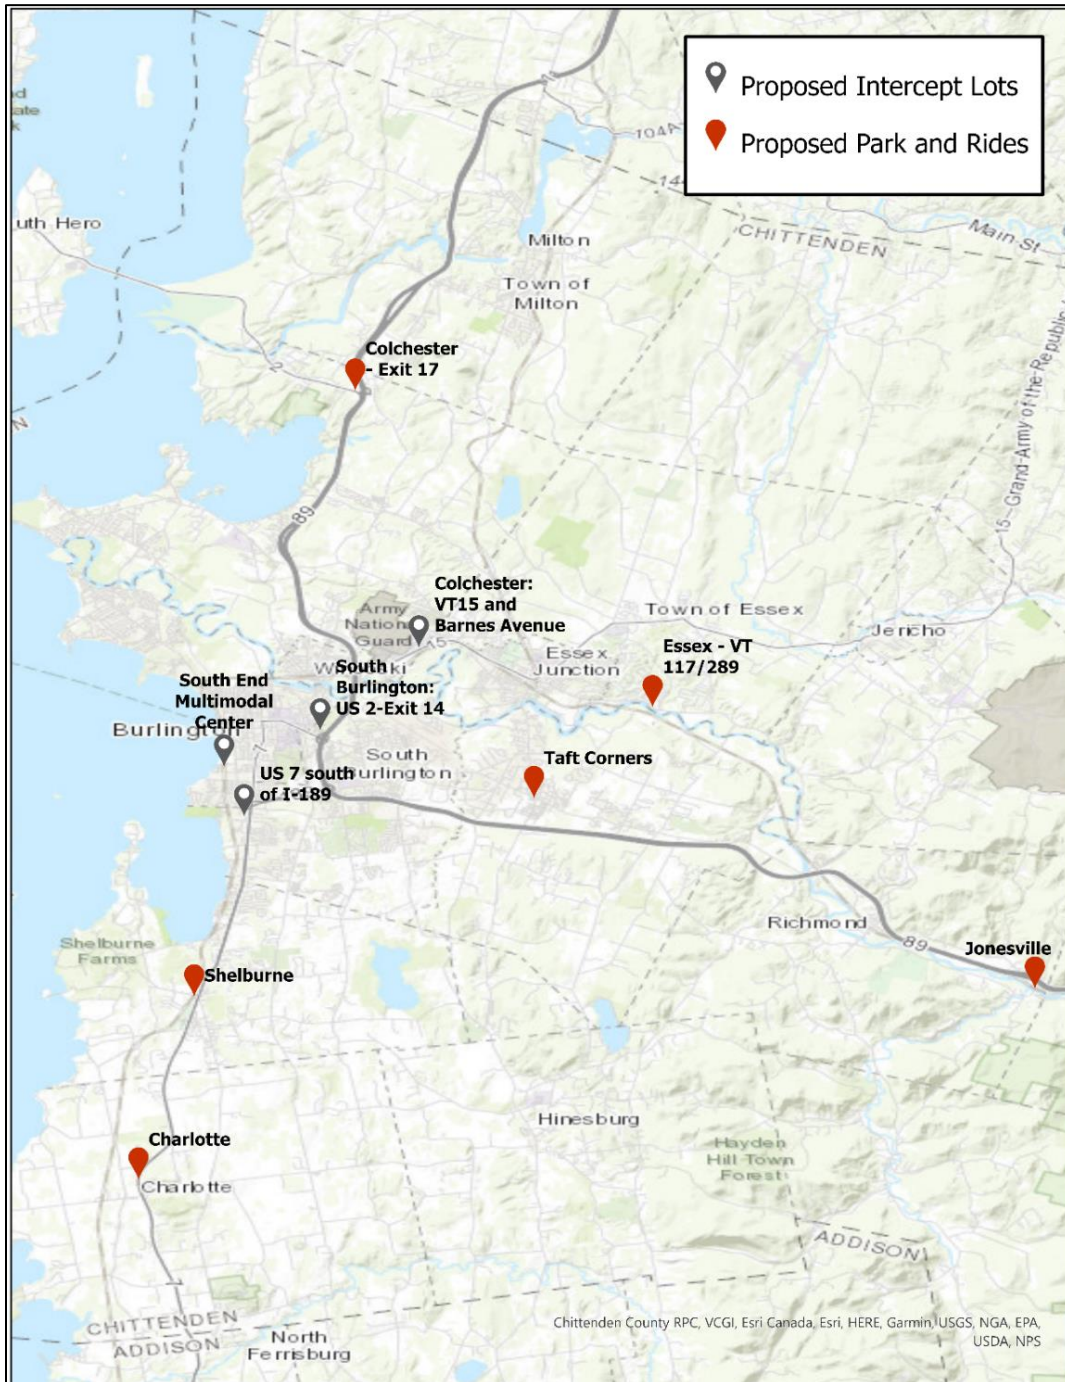 Proposed Intercept Lots
Proposed Park and Rides
104A
CHITTENDEN
Main St
uth Hero
Milton
Town of
Milton
15-Grand Army of the Republic
2
Colchester
- Exit 17
89
Colchester:
VT15 and
Barnes Avenue
Army
National
Guard
Town of Essex
Jericho
Essex
Junction
Essex - VT
117/289
South
Burlington:
US 2-Exit 14
South End
Multimodal
Center
Burlington
7
South
Burlington
Taft Corners
US 7 south
of I-189
Richmond
89
Jonesville
Shelburne
Farms
Shelburne
Hinesburg
Hayden
Hill Town
Forest
Charlotte
Charlotte
ADDISON
7
CHITTENDEN
ADDISON
North
Ferrisburg
Chittenden County RPC, VCGI, Esri Canada, Esri, HERE, Garmin, USGS, NGA, EPA,
USDA, NPS